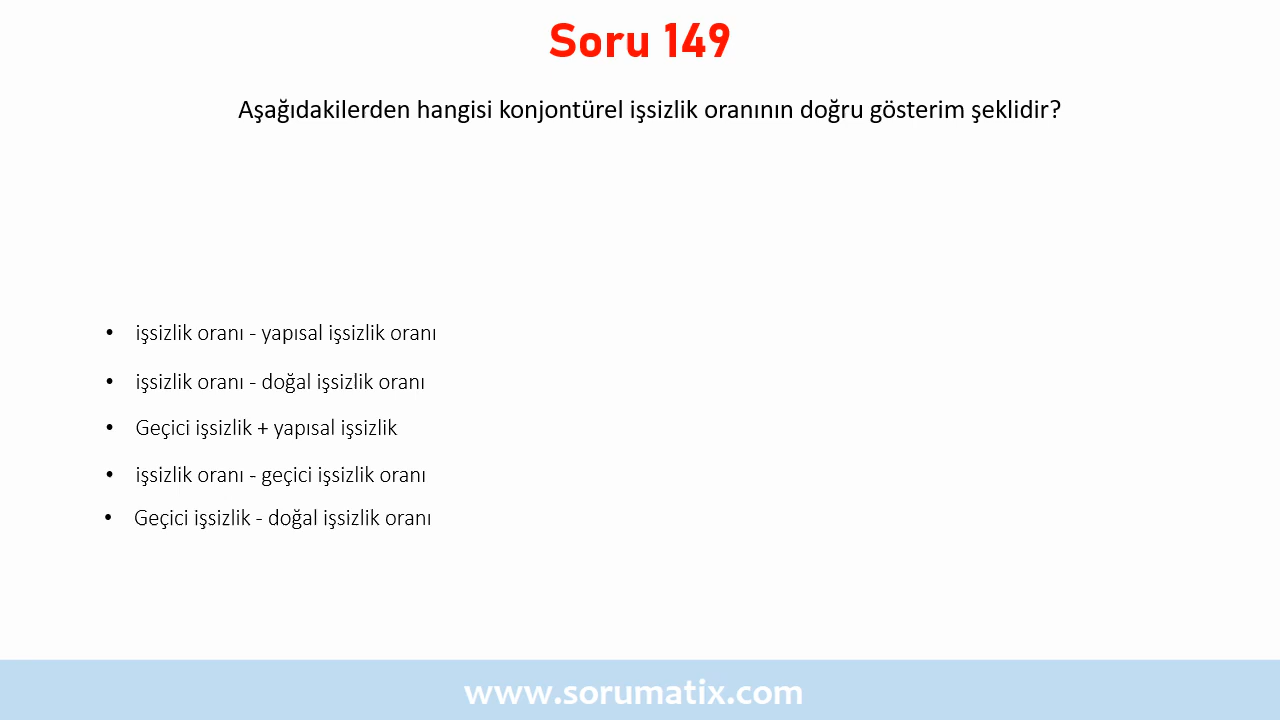 Soru 149
Aşağıdakilerden hangisi konjontürel işsizlik oranının doğru gösterim şeklidir?
• işsizlik oranı - yapısal işsizlik oranı
• işsizlik oranı - doğal işsizlik oranı
• Geçici işsizlik + yapısal işsizlik
• işsizlik oranı - geçici işsizlik oranı
• Geçici işsizlik - doğal işsizlik oranı
www.sorumatix.com